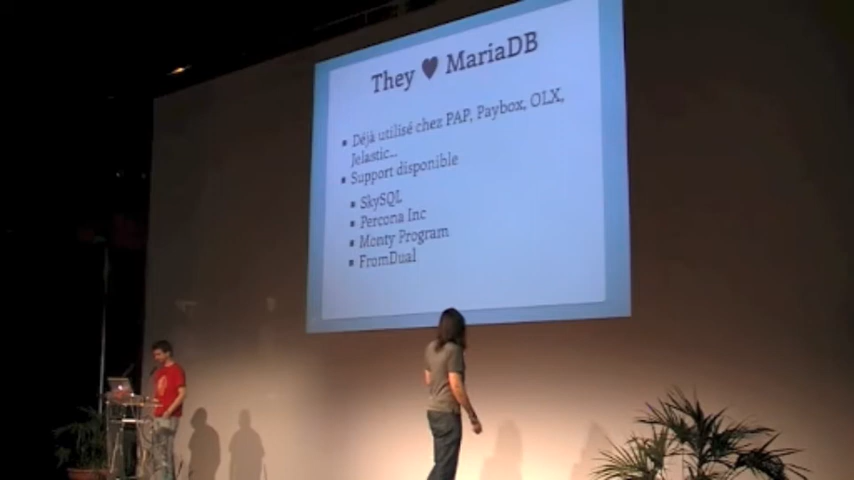 They ♥ MariaDB
Déjà utilisé chez PAP, Paybox, OLX,
Jelastic...
Support disponible
SkySQL
Percona Inc
Monty Program
FromDual